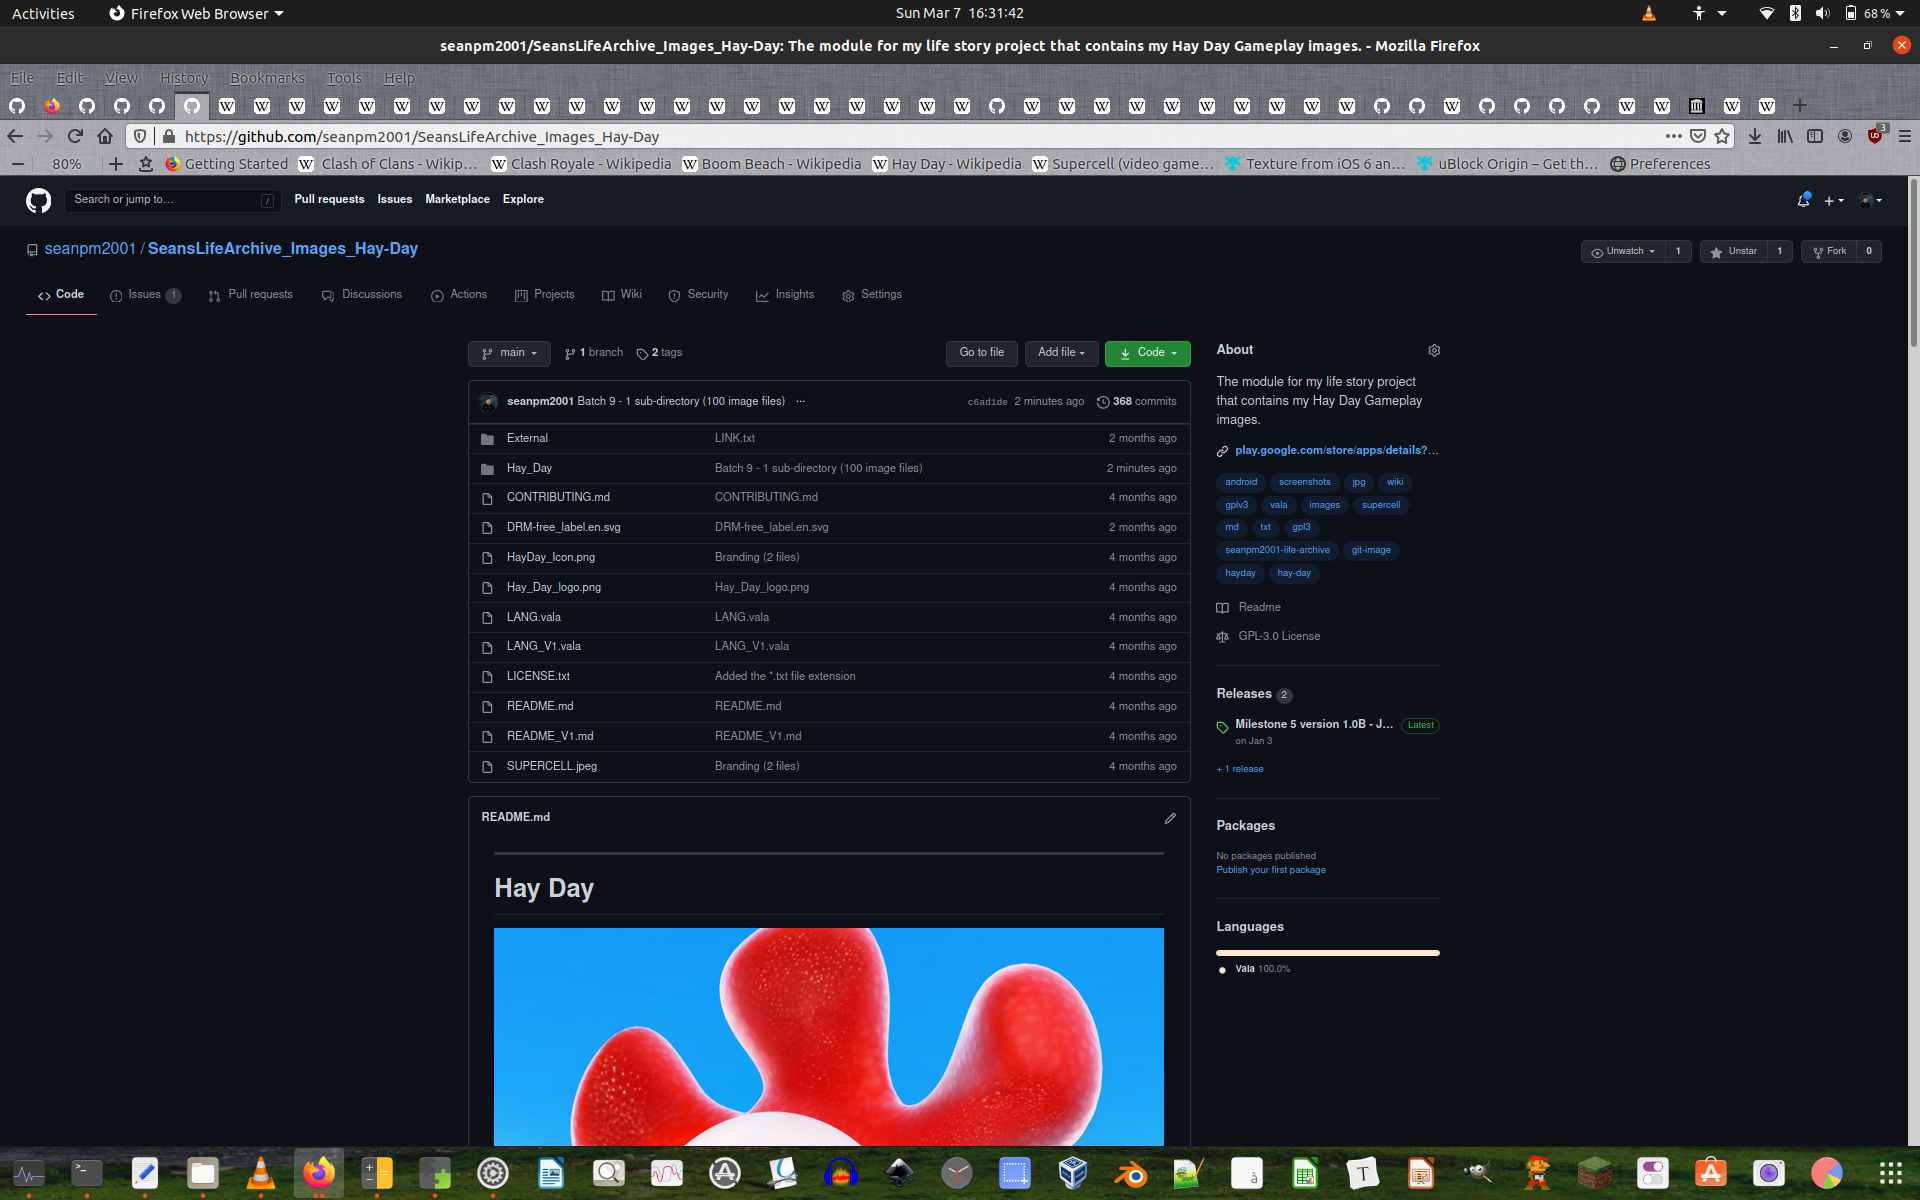 Activities Firefox Web Browser Sun Mar 7 16:31:42 68 %
seanpm2001/SeansLifeArchive_Images_Hay-Day: The module for my life story project that contains my Hay Day Gameplay images. - Mozilla Firefox
File Edit View History Bookmarks Tools Help
https://github.com/seanpm2001/SeansLifeArchive_Images_Hay-Day 3
80% Getting Started Clash of Clans - Wikip… Clash Royale - Wikipedia Boom Beach - Wikipedia Hay Day - Wikipedia Supercell (video game… Texture from iOS 6 an… uBlock Origin – Get th… Preferences
Search or jump to… / Pull requests Issues Marketplace Explore
seanpm2001 / SeansLifeArchive_Images_Hay-Day Unwatch 1 Unstar 1 Fork 0
Code Issues 1 Pull requests Discussions Actions Projects Wiki Security Insights Settings
main 1 branch 2 tags Go to file Add file Code
seanpm2001 Batch 9 - 1 sub-directory (100 image files) ... c6ad1de 2 minutes ago 368 commits
External LINK.txt 2 months ago
Hay_Day Batch 9 - 1 sub-directory (100 image files) 2 minutes ago
CONTRIBUTING.md CONTRIBUTING.md 4 months ago
DRM-free_label.en.svg DRM-free_label.en.svg 2 months ago
HayDay_Icon.png Branding (2 files) 4 months ago
Hay_Day_logo.png Hay_Day_logo.png 4 months ago
LANG.vala LANG.vala 4 months ago
LANG_V1.vala LANG_V1.vala 4 months ago
LICENSE.txt Added the *.txt file extension 4 months ago
README.md README.md 4 months ago
README_V1.md README_V1.md 4 months ago
SUPERCELL.jpeg Branding (2 files) 4 months ago
README.md
Hay Day
About
The module for my life story project
that contains my Hay Day Gameplay
images.
play.google.com/store/apps/details?…
android screenshots jpg wiki
gplv3 vala images supercell
md txt gpl3
seanpm2001-life-archive git-image
hayday hay-day
Readme
GPL-3.0 License
Releases 2
Milestone 5 version 1.0B - J… Latest
on Jan 3
+ 1 release
Packages
No packages published
Publish your first package
Languages
Vala 100.0%